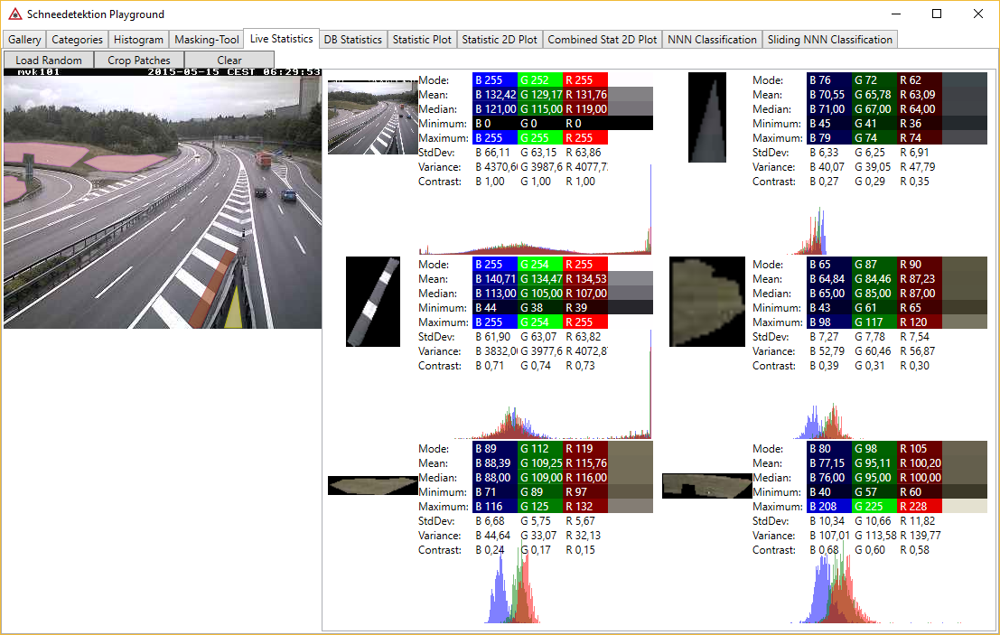 Schneedetektion Playground
Gallery Categories Histogram Masking-Tool Live Statistics DB Statistics Statistic Plot Statistic 2D Plot Combined Stat 2D Plot NNN Classification Sliding NNN Classification
Load Random Crop Patches Clear
mvk101 2015-05-15 CEST 06:29:53
Mode: B 255 G 252 R 255
Mean: B 132,42 G 129,17 R 131,76
Median: B 121,00 G 115,00 R 119,00
Minimum: B 0 G 0 R 0
Maximum: B 255 G 255 R 255
StdDev: B 66,11 G 63,15 R 63,86
Variance: B 4370,6 G 3987,6 R 4077,7
Contrast: B 1,00 G 1,00 R 1,00
Mode: B 76 G 72 R 62
Mean: B 70,55 G 65,78 R 63,09
Median: B 71,00 G 67,00 R 64,00
Minimum: B 45 G 41 R 36
Maximum: B 79 G 74 R 74
StdDev: B 6,33 G 6,25 R 6,91
Variance: B 40,07 G 39,05 R 47,79
Contrast: B 0,27 G 0,29 R 0,35
Mode: B 255 G 254 R 255
Mean: B 140,71 G 134,47 R 134,53
Median: B 113,00 G 105,00 R 107,00
Minimum: B 44 G 38 R 39
Maximum: B 255 G 254 R 255
StdDev: B 61,90 G 63,07 R 63,82
Variance: B 3832,0 G 3977,6 R 4072,8
Contrast: B 0,71 G 0,74 R 0,73
Mode: B 65 G 87 R 90
Mean: B 64,84 G 84,46 R 87,23
Median: B 65,00 G 85,00 R 87,00
Minimum: B 43 G 61 R 65
Maximum: B 98 G 117 R 120
StdDev: B 7,27 G 7,78 R 7,54
Variance: B 52,79 G 60,46 R 56,87
Contrast: B 0,39 G 0,31 R 0,30
Mode: B 89 G 112 R 119
Mean: B 88,39 G 109,25 R 115,76
Median: B 88,00 G 109,00 R 116,00
Minimum: B 71 G 89 R 97
Maximum: B 116 G 125 R 132
StdDev: B 6,68 G 5,75 R 5,67
Variance: B 44,64 G 33,07 R 32,13
Contrast: B 0,24 G 0,17 R 0,15
Mode: B 80 G 98 R 105
Mean: B 77,15 G 95,11 R 100,20
Median: B 76,00 G 95,00 R 100,00
Minimum: B 40 G 57 R 60
Maximum: B 208 G 225 R 228
StdDev: B 10,34 G 10,66 R 11,82
Variance: B 107,01 G 113,58 R 139,77
Contrast: B 0,68 G 0,60 R 0,58